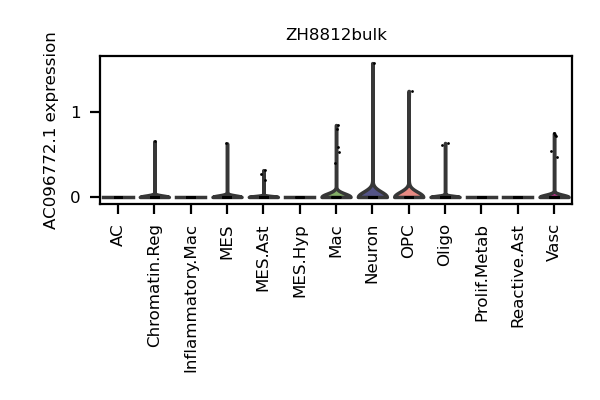 ZH8812bulk
AC096772.1 expression
1
0
AC
Chromatin.Reg
Inflammatory.Mac
MES
MES.Ast
MES.Hyp
Mac
Neuron
OPC
Oligo
Prolif.Metab
Reactive.Ast
Vasc